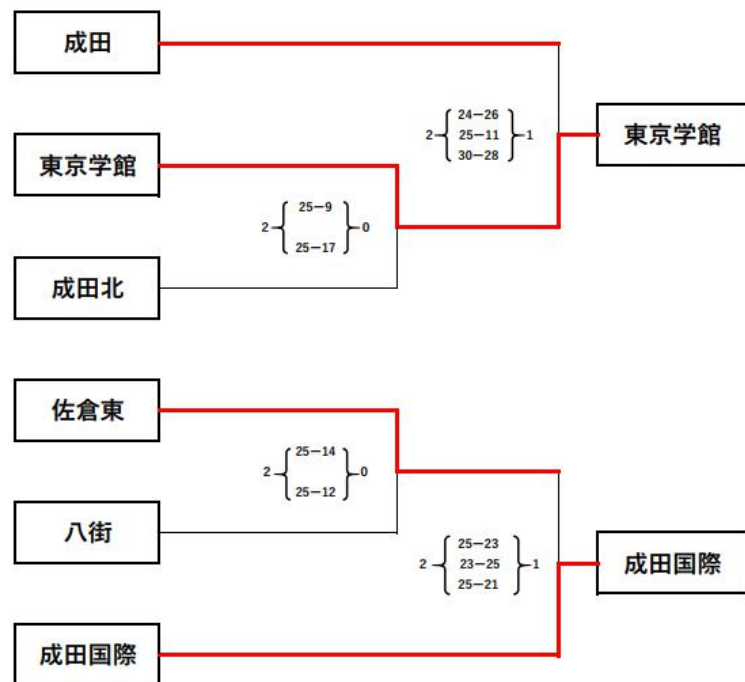 成田
24－26
2 25－11 1
30－28
東京学館
東京学館
25－9
2 0
25－17
成田北
佐倉東
25－14
2 0
25－12
八街
25－23
2 23－25 1
25－21
成田国際
成田国際